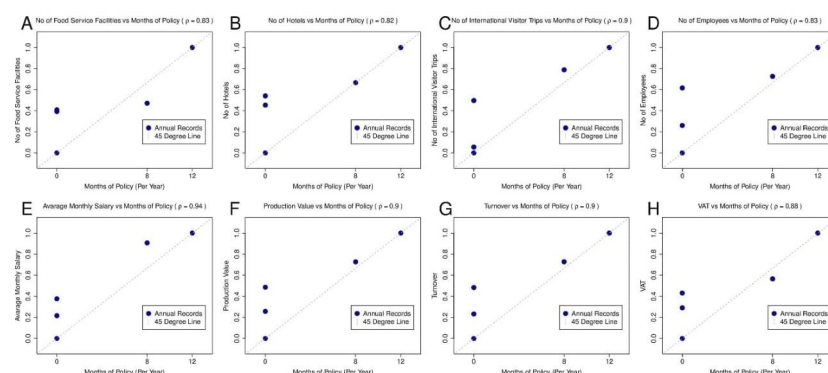 A No of Food Service Facilities vs Months of Policy ( ρ = 0.83 )
No of Food Service Facilities
0.0 0.2 0.4 0.6 0.8 1.0
Annual Records
45 Degree Line
0 8 12
Months of Policy (Per Year)
B No of Hotels vs Months of Policy ( ρ = 0.82 )
No of Hotels
0.0 0.2 0.4 0.6 0.8 1.0
Annual Records
45 Degree Line
0 8 12
Months of Policy (Per Year)
C No of International Visitor Trips vs Months of Policy ( ρ = 0.9 )
No of International Visitor Trips
0.0 0.2 0.4 0.6 0.8 1.0
Annual Records
45 Degree Line
0 8 12
Months of Policy (Per Year)
D No of Employees vs Months of Policy ( ρ = 0.83 )
No of Employees
0.0 0.2 0.4 0.6 0.8 1.0
Annual Records
45 Degree Line
0 8 12
Months of Policy (Per Year)
E Average Monthly Salary vs Months of Policy ( ρ = 0.94 )
Avarage Monthly Salary
0.0 0.2 0.4 0.6 0.8 1.0
Annual Records
45 Degree Line
0 8 12
Months of Policy (Per Year)
F Production Value vs Months of Policy ( ρ = 0.9 )
Production Value
0.0 0.2 0.4 0.6 0.8 1.0
Annual Records
45 Degree Line
0 8 12
Months of Policy (Per Year)
G Turnover vs Months of Policy ( ρ = 0.9 )
Turnover
0.0 0.2 0.4 0.6 0.8 1.0
Annual Records
45 Degree Line
0 8 12
Months of Policy (Per Year)
H VAT vs Months of Policy ( ρ = 0.88 )
VAT
0.0 0.2 0.4 0.6 0.8 1.0
Annual Records
45 Degree Line
0 8 12
Months of Policy (Per Year)